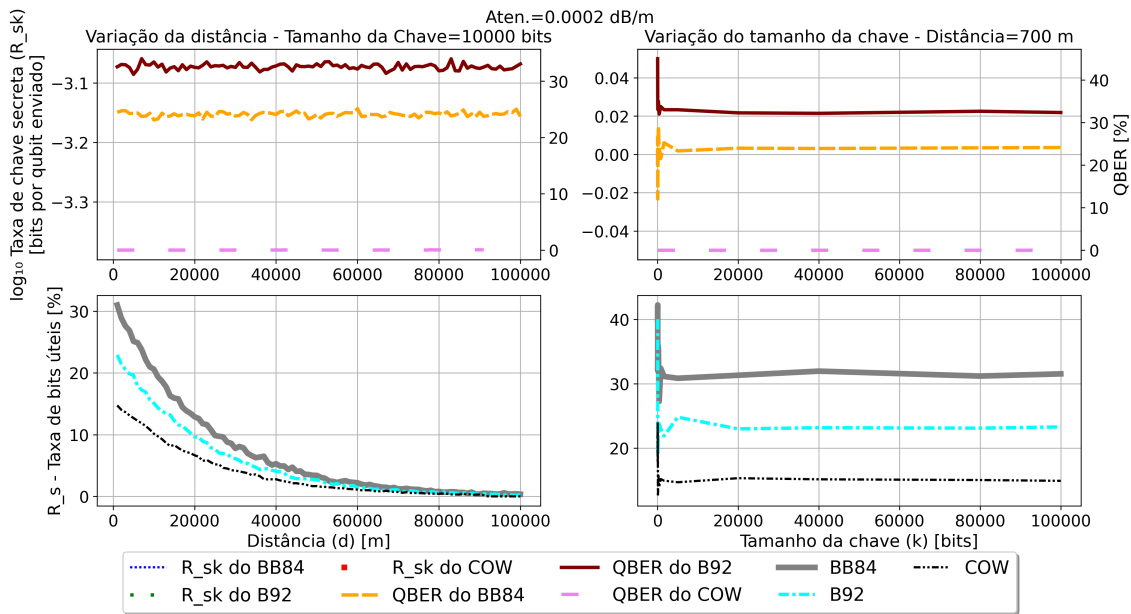 Aten.=0.0002 dB/m
Variação da distância - Tamanho da Chave=10000 bits
Variação do tamanho da chave - Distância=700 m
log₁₀ Taxa de chave secreta (R_sk)
[bits por qubit enviado]
−3.1
−3.2
−3.3
30
20
10
0
0 20000 40000 60000 80000 100000
0.04
0.02
0.00
−0.02
−0.04
40
30
20
10
0
QBER [%]
0 20000 40000 60000 80000 100000
R_s - Taxa de bits úteis [%]
30
20
10
0
0 20000 40000 60000 80000 100000
Distância (d) [m]
40
30
20
0 20000 40000 60000 80000 100000
Tamanho da chave (k) [bits]
R_sk do BB84
R_sk do B92
R_sk do COW
QBER do BB84
QBER do B92
QBER do COW
BB84
B92
COW